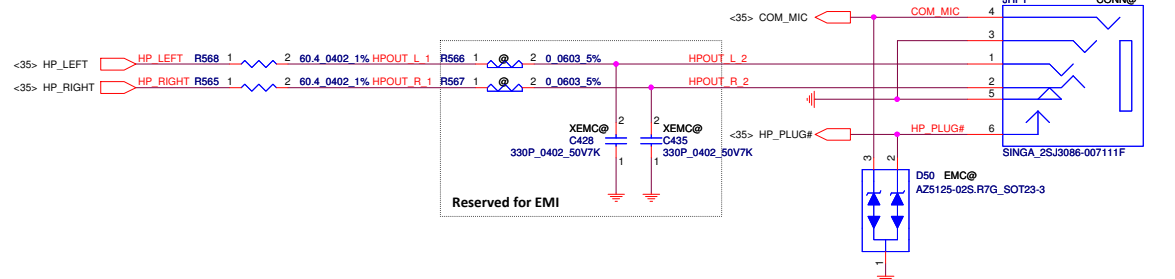 CONN@
<35> COM_MIC COM_MIC 4
3
<35> HP_LEFT HP_LEFT R568 1 2 60.4_0402_1% HPOUT_L_1 R566 1 @ 2 0_0603_5% HPOUT_L_2 1
<35> HP_RIGHT HP_RIGHT R565 1 2 60.4_0402_1% HPOUT_R_1 R567 1 @ 2 0_0603_5% HPOUT_R_2 2
5
2 XEMC@ 2 XEMC@
<35> HP_PLUG# HP_PLUG# 6
C428 C435
330P_0402_50V7K 330P_0402_50V7K
1 1
SINGA_2SJ3086-007111F
3 2
D50 EMC@
AZ5125-02S.R7G_SOT23-3
Reserved for EMI
1